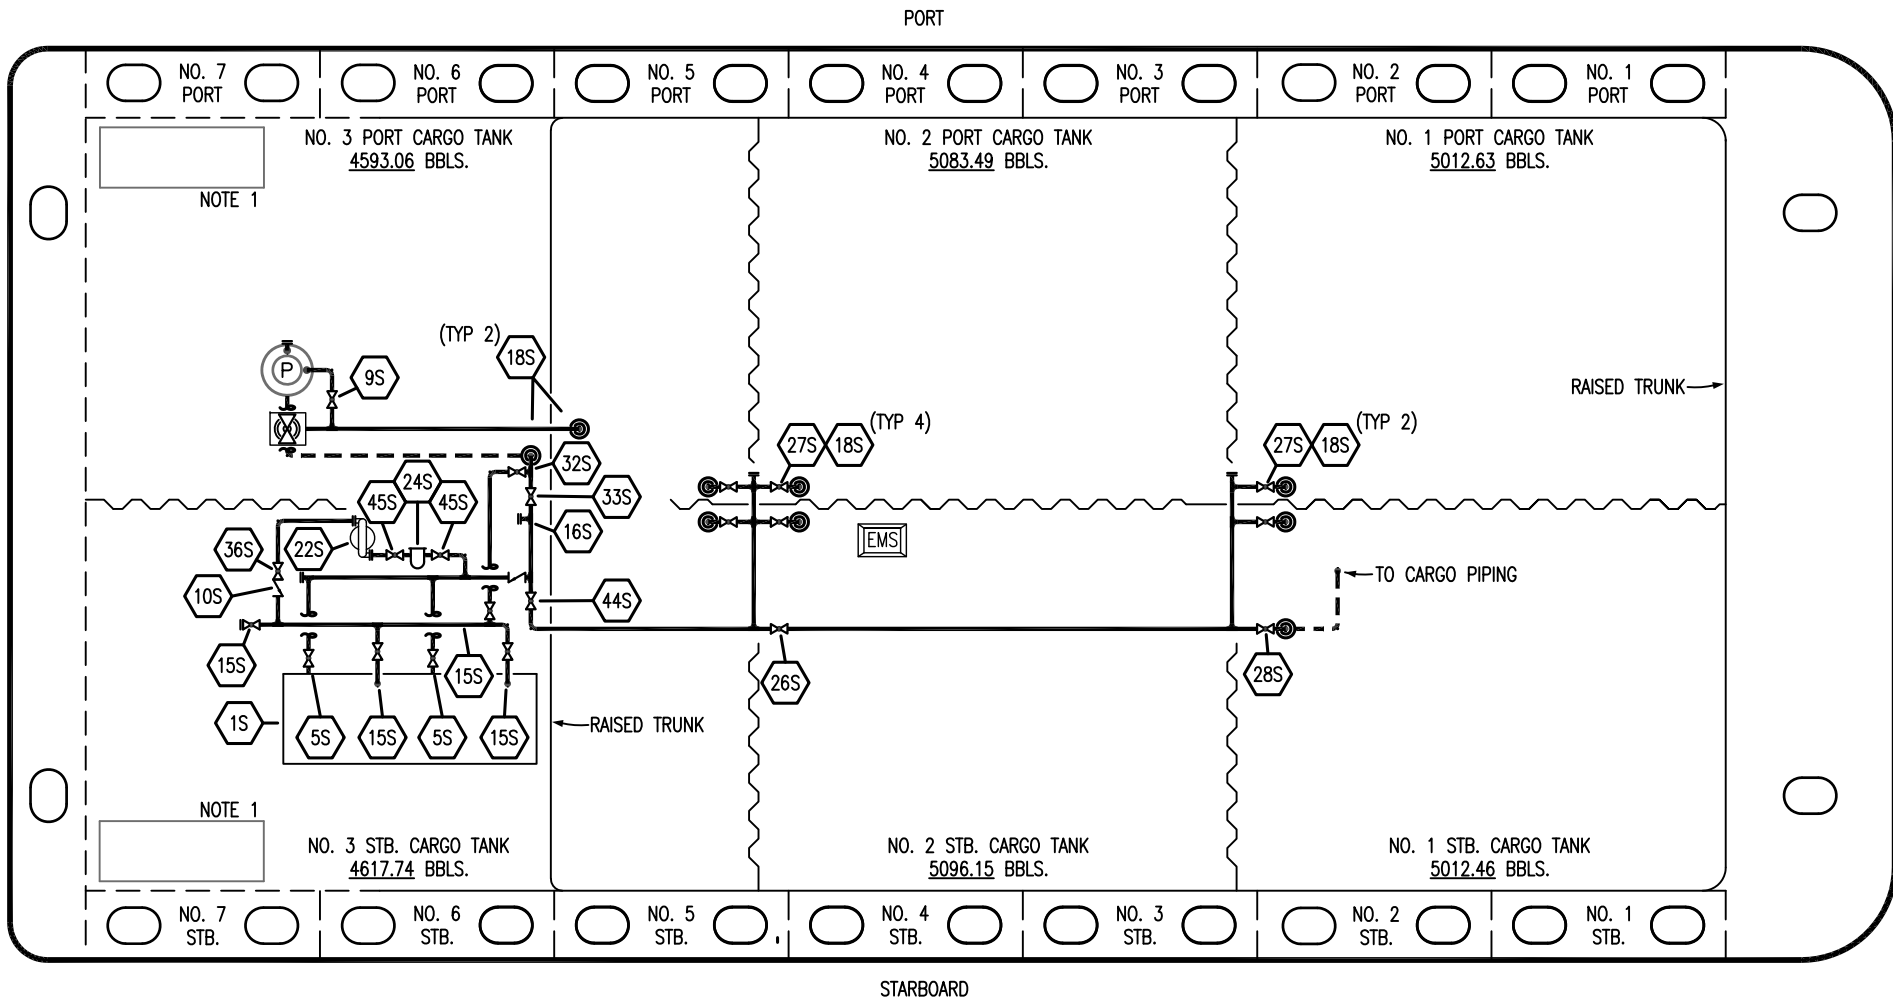 PORT
NO. 7
PORT
NO. 6
PORT
NO. 5
PORT
NO. 4
PORT
NO. 3
PORT
NO. 2
PORT
NO. 1
PORT
NO. 3 PORT CARGO TANK
4593.06 BBLS.
NO. 2 PORT CARGO TANK
5083.49 BBLS.
NO. 1 PORT CARGO TANK
5012.63 BBLS.
NOTE 1
(TYP 2)
18S
P
9S
RAISED TRUNK
(TYP 4)
27S
18S
(TYP 2)
27S
18S
32S
24S
45S
45S
33S
16S
36S
22S
EMS
10S
44S
TO CARGO PIPING
15S
15S
26S
28S
1S
5S
15S
5S
15S
RAISED TRUNK
NOTE 1
NO. 3 STB. CARGO TANK
4617.74 BBLS.
NO. 2 STB. CARGO TANK
5096.15 BBLS.
NO. 1 STB. CARGO TANK
5012.46 BBLS.
NO. 7
STB.
NO. 6
STB.
NO. 5
STB.
NO. 4
STB.
NO. 3
STB.
NO. 2
STB.
NO. 1
STB.
STARBOARD